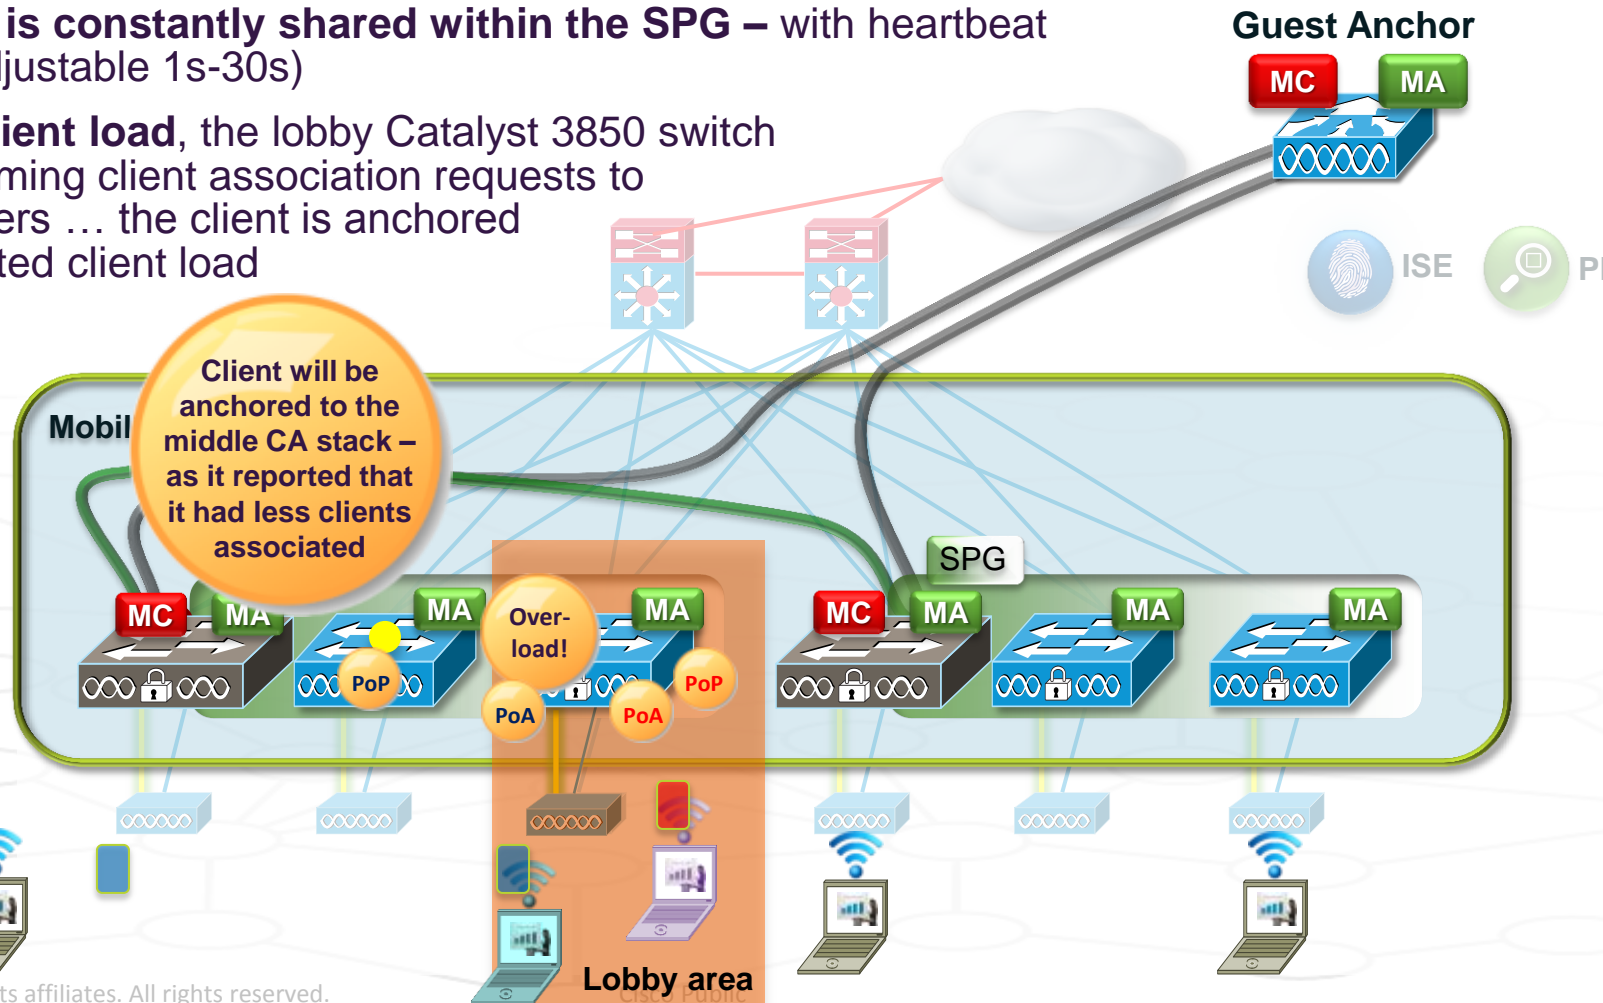 is constantly shared within the SPG – with heartbeat
djustable 1s-30s)
ient load, the lobby Catalyst 3850 switch
ming client association requests to
ers … the client is anchored
ted client load
Guest Anchor
MC
MA
ISE
Client will be
anchored to the
middle CA stack –
as it reported that
it had less clients
associated
Mobil
SPG
MC
MA
MA
Over-
load!
MA
MC
MA
MA
MA
PoP
PoA
PoA
PoP
Lobby area
ts affiliates. All rights reserved.
Cisco Public